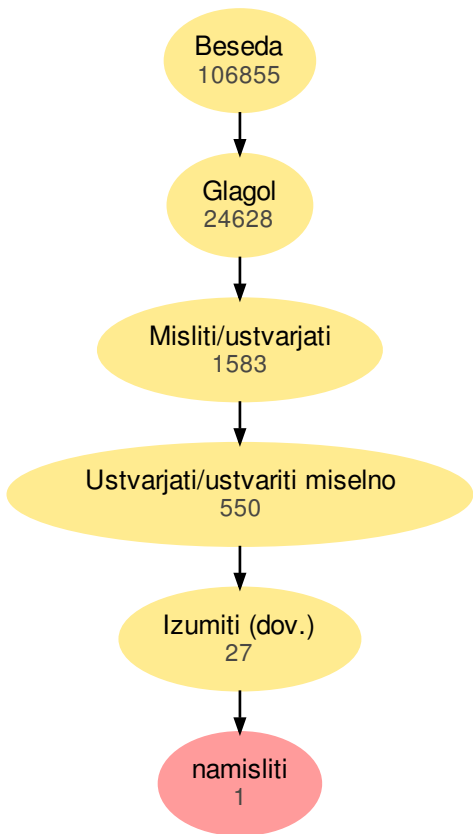 Beseda
106855
Glagol
24628
Misliti/ustvarjati
1583
Ustvarjati/ustvariti miselno
550
Izumiti (dov.)
27
namisliti
1